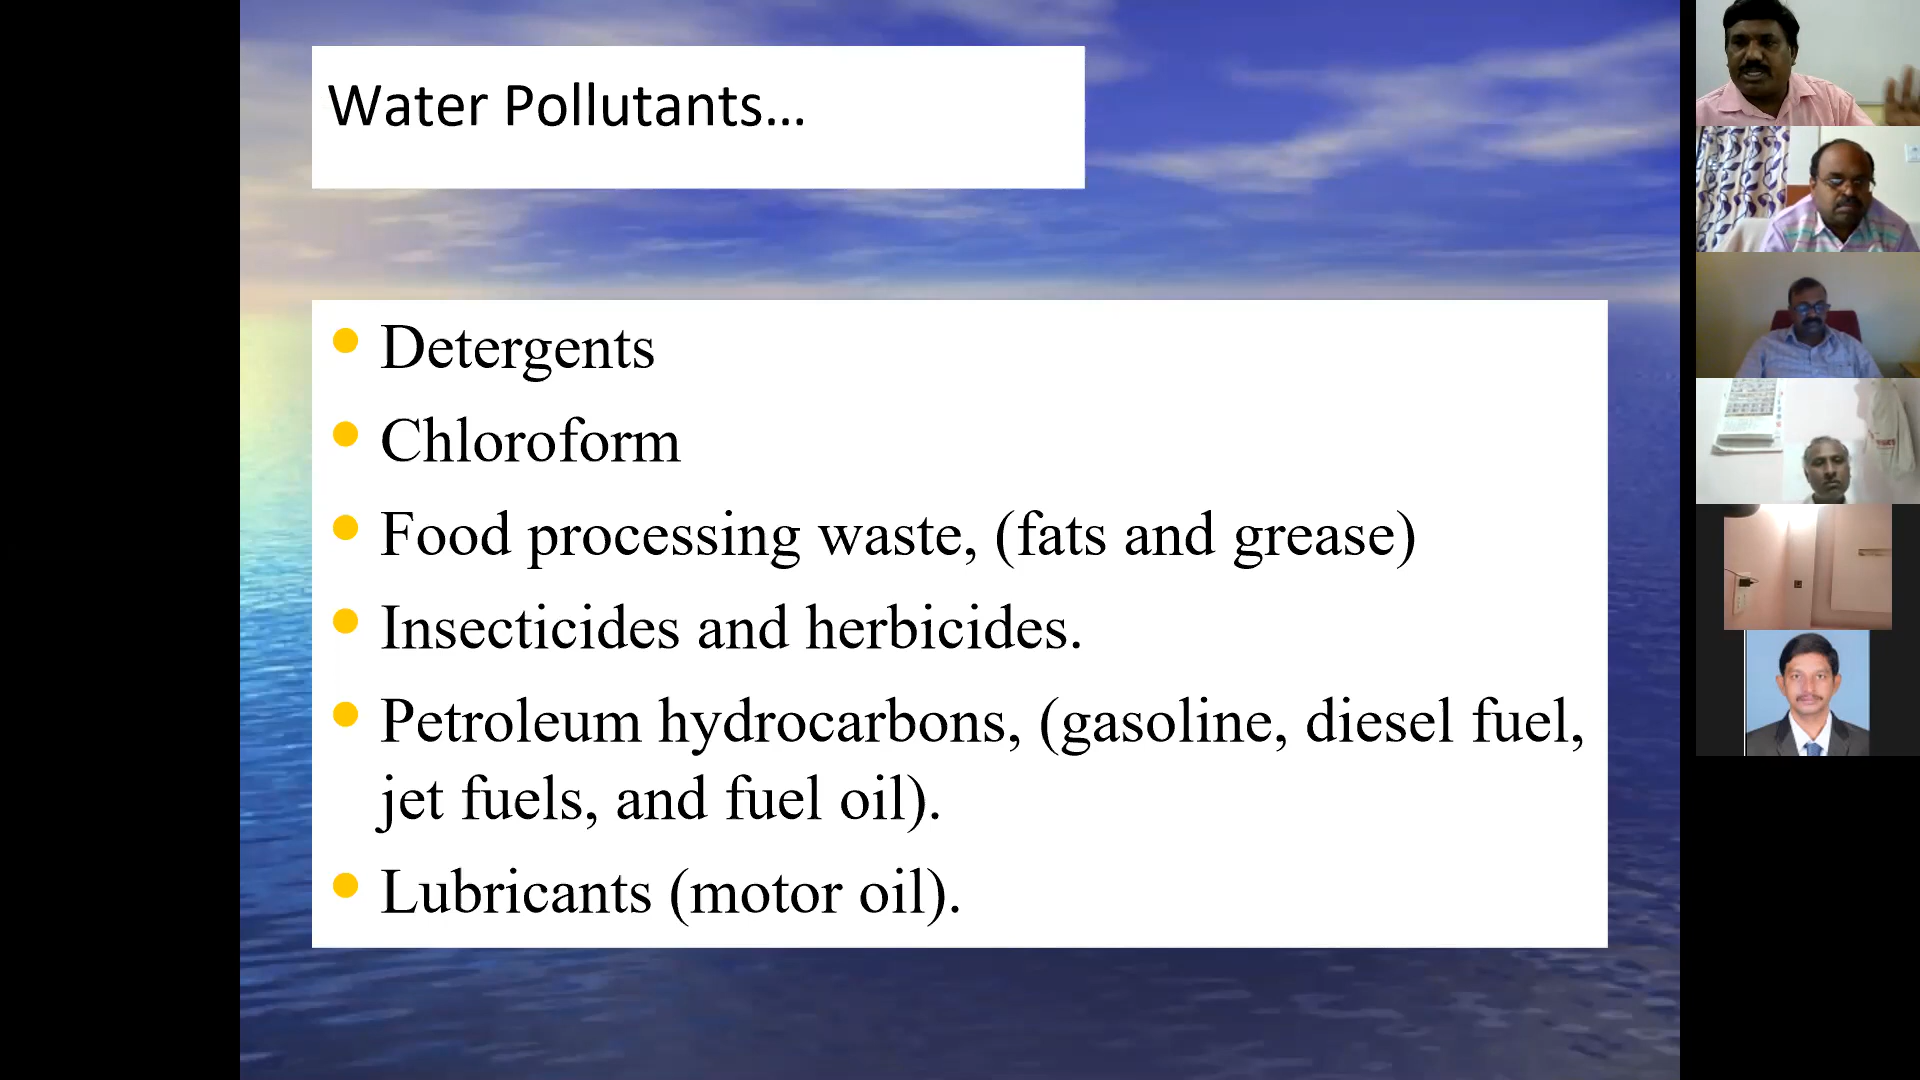 Water Pollutants...
Detergents
Chloroform
Food processing waste, (fats and grease)
Insecticides and herbicides.
Petroleum hydrocarbons, (gasoline, diesel fuel,
jet fuels, and fuel oil).
Lubricants (motor oil).